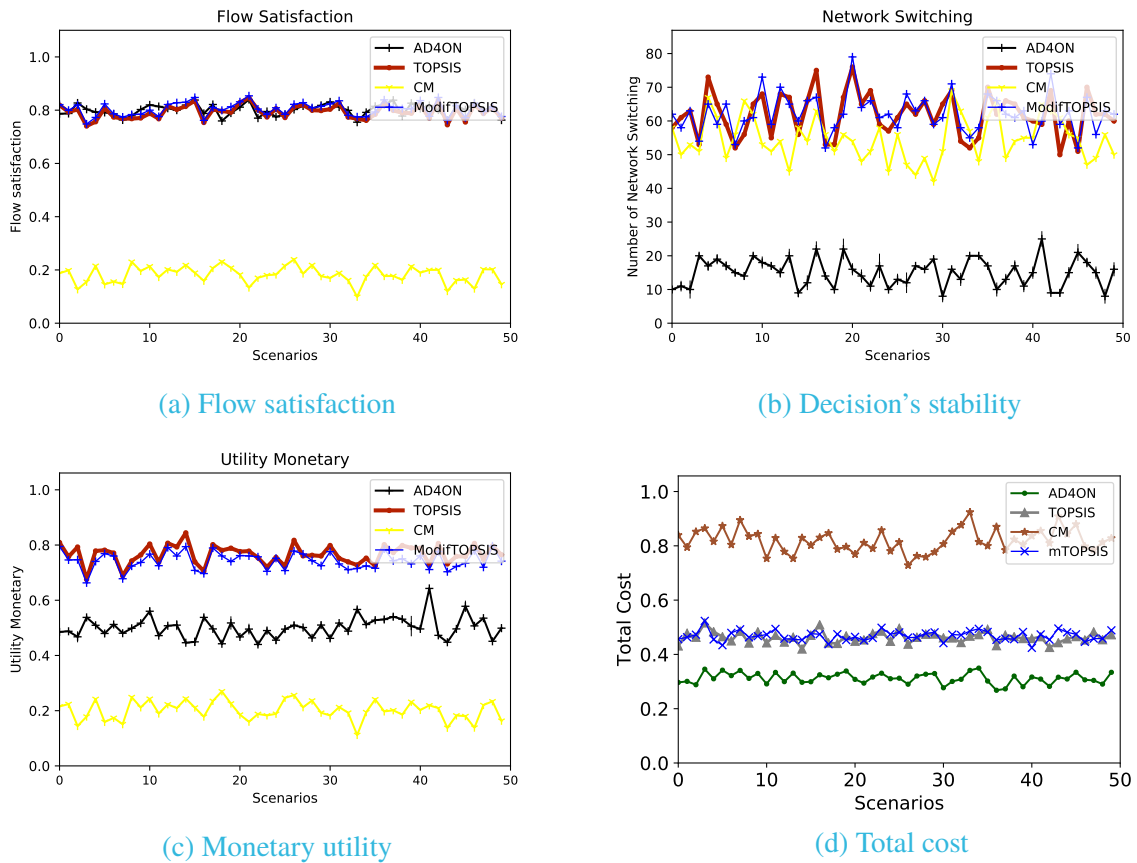 Flow Satisfaction
1.0
0.8
0.6
0.4
0.2
0.0
Flow satisfaction
AD4ON
TOPSIS
CM
ModifTOPSIS
0 10 20 30 40 50
Scenarios
(a) Flow satisfaction
Network Switching
80
70
60
50
40
30
20
10
0
Number of Network Switching
AD4ON
TOPSIS
CM
ModifTOPSIS
0 10 20 30 40 50
Scenarios
(b) Decision's stability
Utility Monetary
1.0
0.8
0.6
0.4
0.2
0.0
Utility Monetary
AD4ON
TOPSIS
CM
ModifTOPSIS
0 10 20 30 40 50
Scenarios
(c) Monetary utility
1.0
0.8
0.6
0.4
0.2
0.0
Total Cost
AD4ON
TOPSIS
CM
mTOPSIS
0 10 20 30 40 50
Scenarios
(d) Total cost